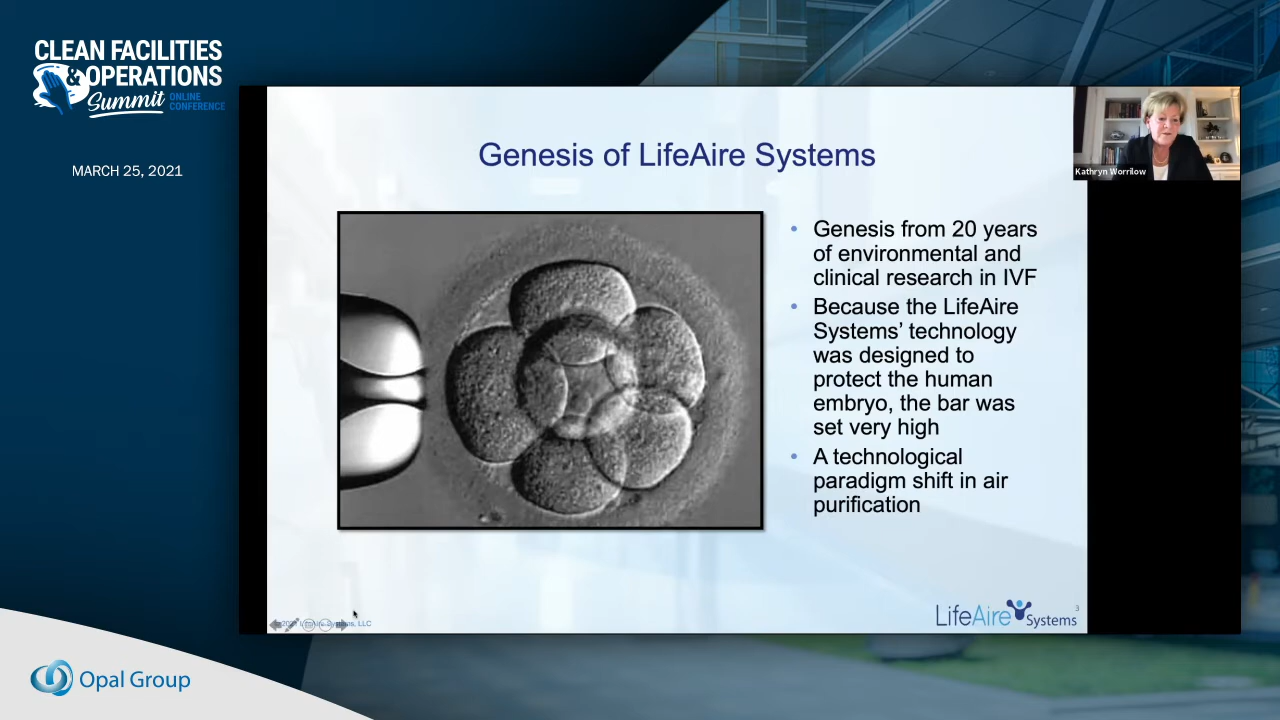 CLEAN FACILITIES
& OPERATIONS
Summit
ONLINE
CONFERENCE
MARCH 25, 2021
Genesis of LifeAire Systems
Kathryn Worrilow
• Genesis from 20 years
of environmental and
clinical research in IVF
• Because the LifeAire
Systems’ technology
was designed to
protect the human
embryo, the bar was
set very high
• A technological
paradigm shift in air
purification
LifeAire Systems
3
LLC
Opal Group